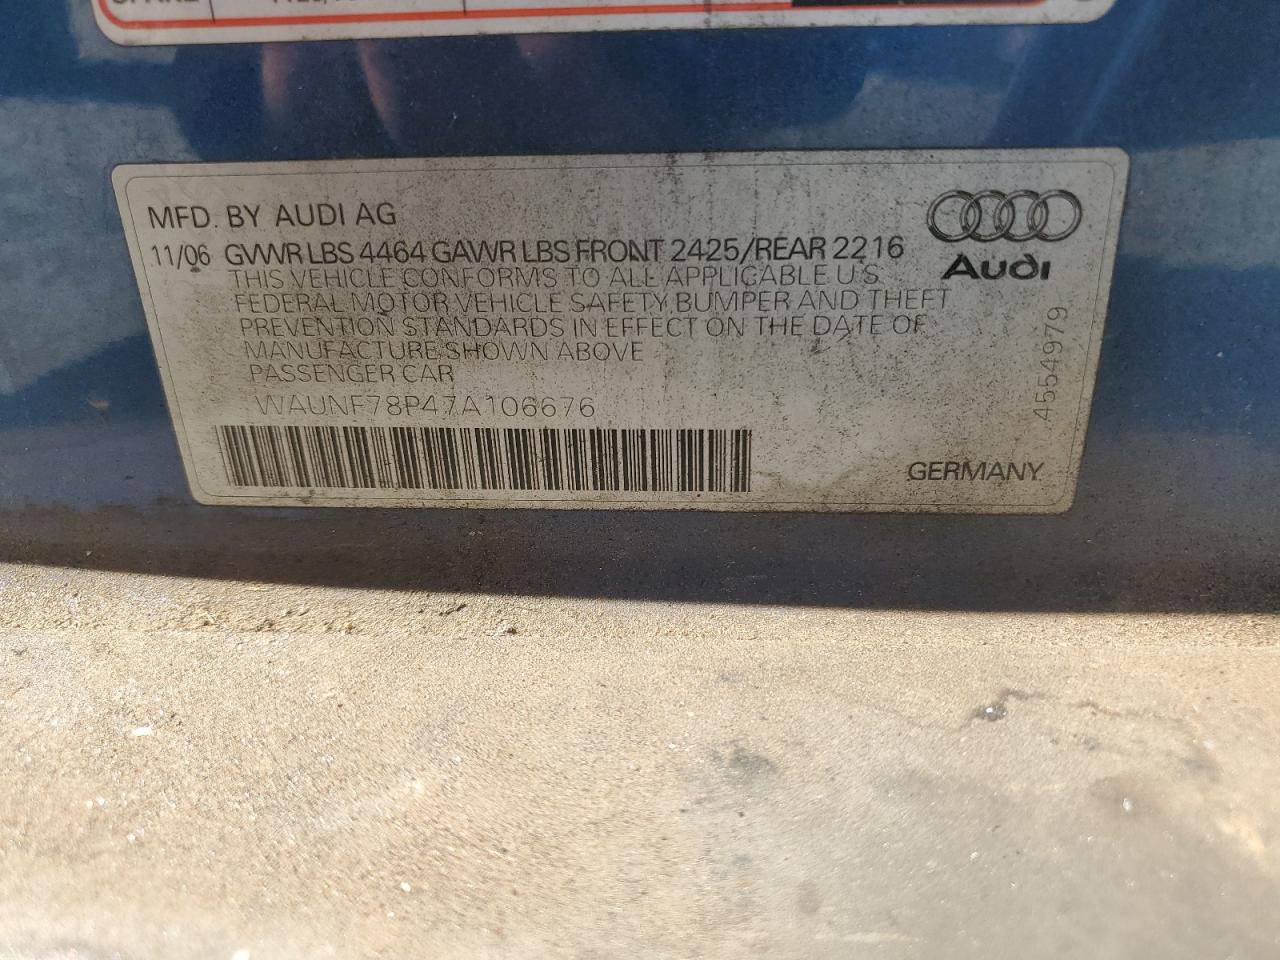 MFD. BY AUDI AG
11/06 GVWR LBS 4464 GAWR LBS FRONT 2425/REAR 2216
THIS VEHICLE CONFORMS TO ALL APPLICABLE U.S.
FEDERAL MOTOR VEHICLE SAFETY, BUMPER AND THEFT
PREVENTION STANDARDS IN EFFECT ON THE DATE OF
MANUFACTURE SHOWN ABOVE
PASSENGER CAR
WAUNF78P47A106676
Audi
4554979
GERMANY